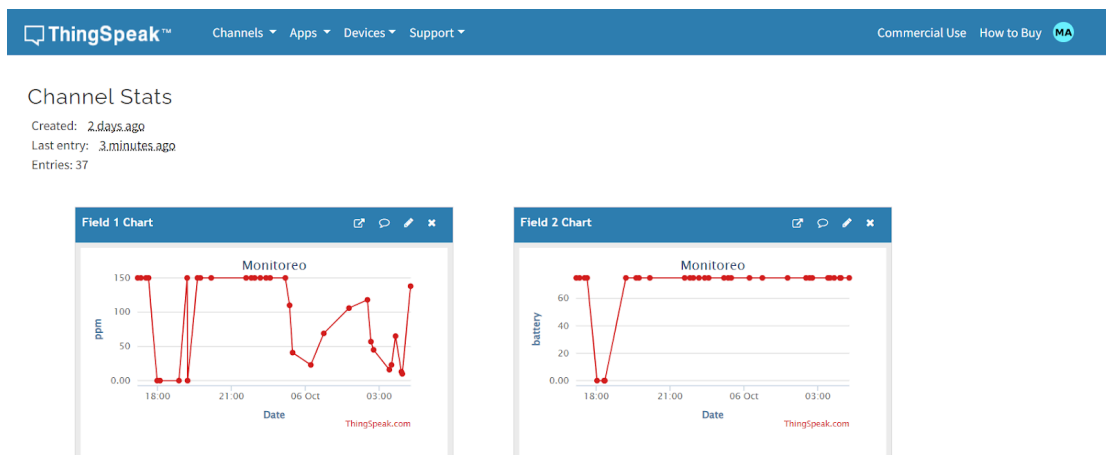 ThingSpeak™ Channels Apps Devices Support Commercial Use How to Buy MA
Channel Stats
Created: 2 days ago
Last entry: 3 minutes ago
Entries: 37
Field 1 Chart
Monitoreo
150
100
50
0.00
ppm
18:00 21:00 06 Oct 03:00
Date
ThingSpeak.com
Field 2 Chart
Monitoreo
60
40
20
0.00
battery
18:00 21:00 06 Oct 03:00
Date
ThingSpeak.com